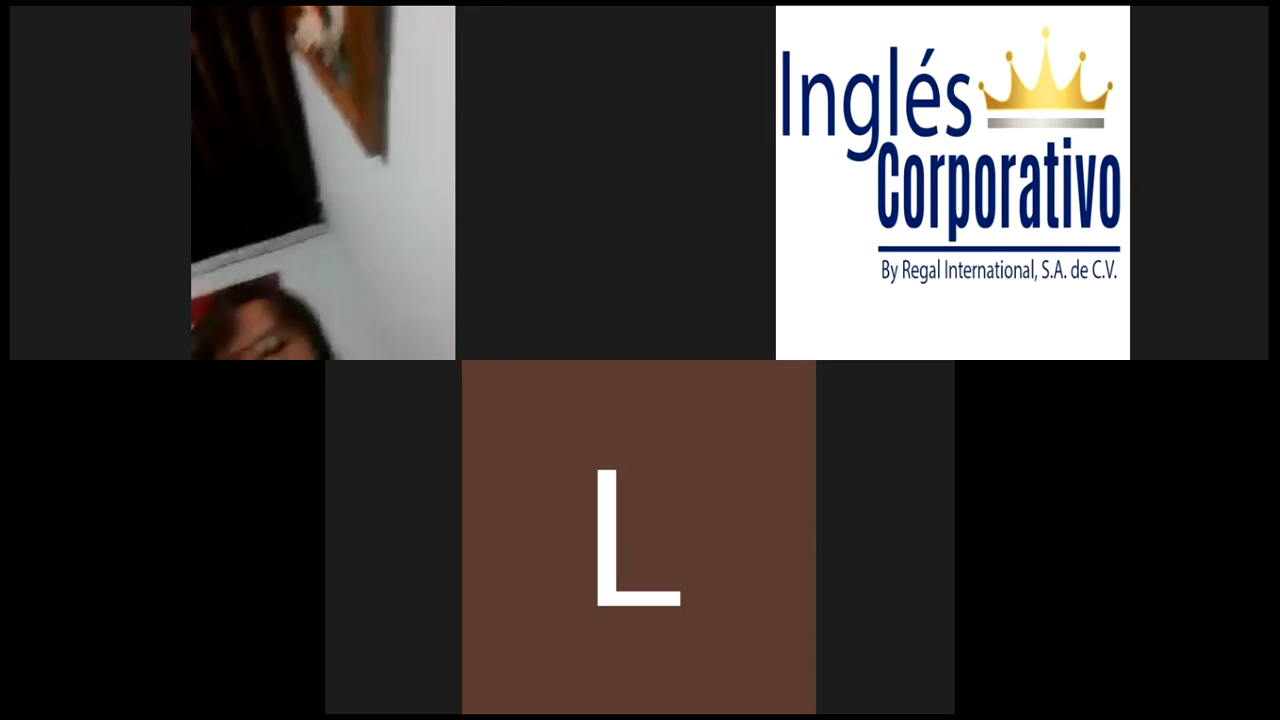 Inglés
Corporativo
By Regal International, S.A. de C.V.
L